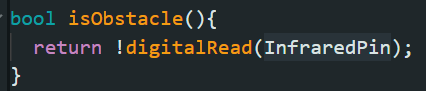 bool isObstacle(){
  return !digitalRead(InfraredPin);
}